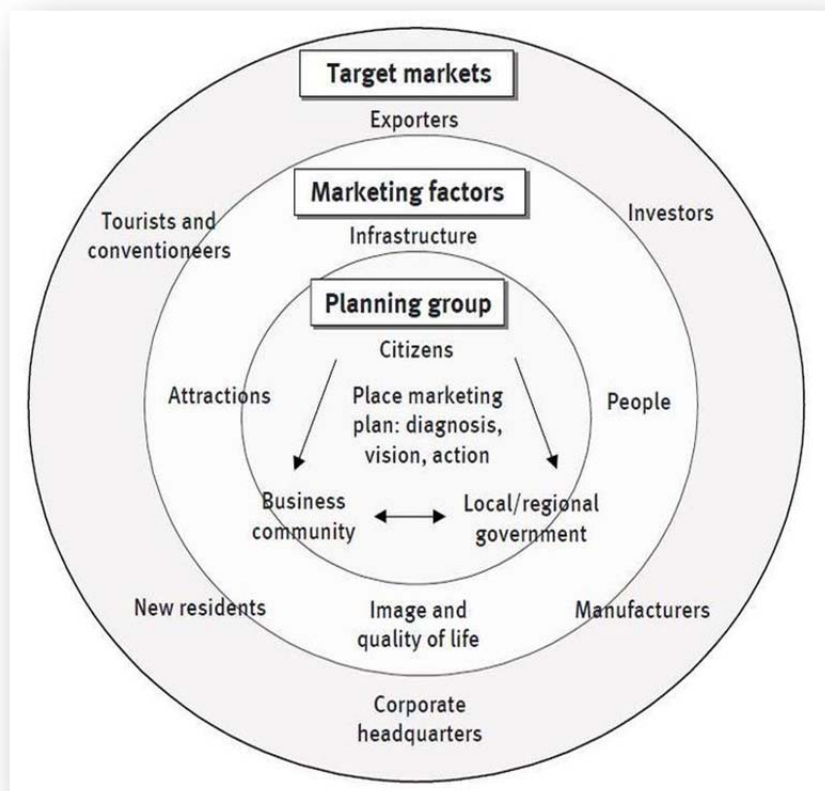 Target markets
Exporters
Marketing factors
Tourists and
conventioneers
Investors
Infrastructure
Planning group
Citizens
Attractions
Place marketing
plan: diagnosis,
vision, action
People
Business
community
Local/regional
government
New residents
Image and
quality of life
Manufacturers
Corporate
headquarters